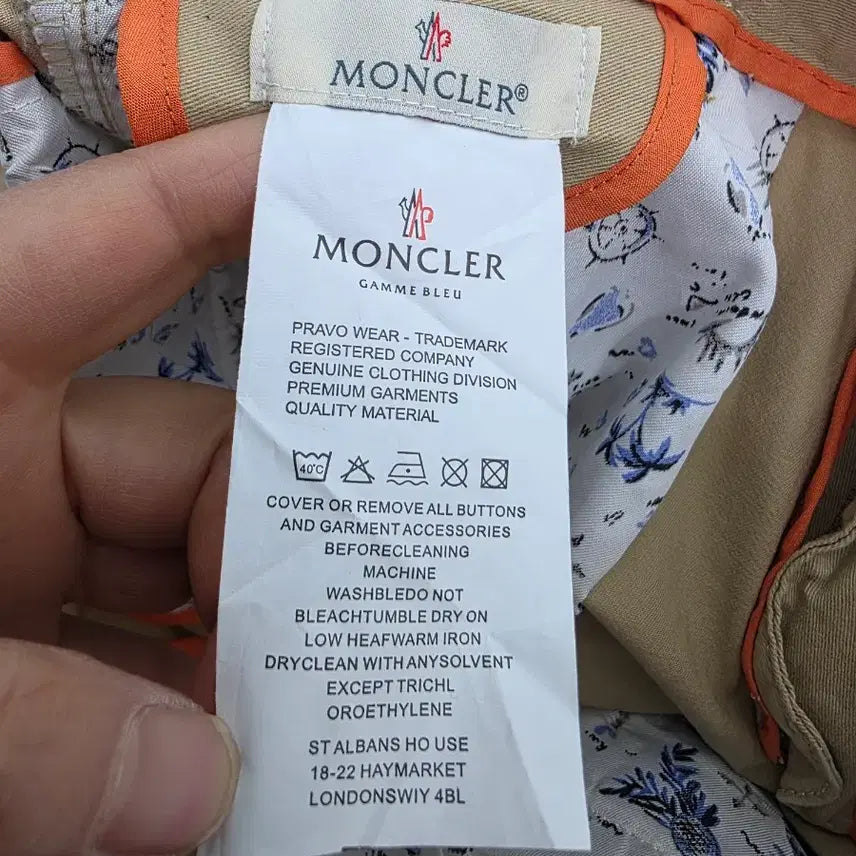 MONCLER®
MONCLER
GAMME BLEU
PRAVO WEAR - TRADEMARK
REGISTERED COMPANY
GENUINE CLOTHING DIVISION
PREMIUM GARMENTS
QUALITY MATERIAL
40°C
COVER OR REMOVE ALL BUTTONS
AND GARMENT ACCESSORIES
BEFORECLEANING
MACHINE
WASHBLEDO NOT
BLEACHTUMBLE DRY ON
LOW HEAFWARM IRON
DRYCLEAN WITH ANYSOLVENT
EXCEPT TRICHL
OROETHYLENE
ST ALBANS HO USE
18-22 HAYMARKET
LONDONSWIY 4BL